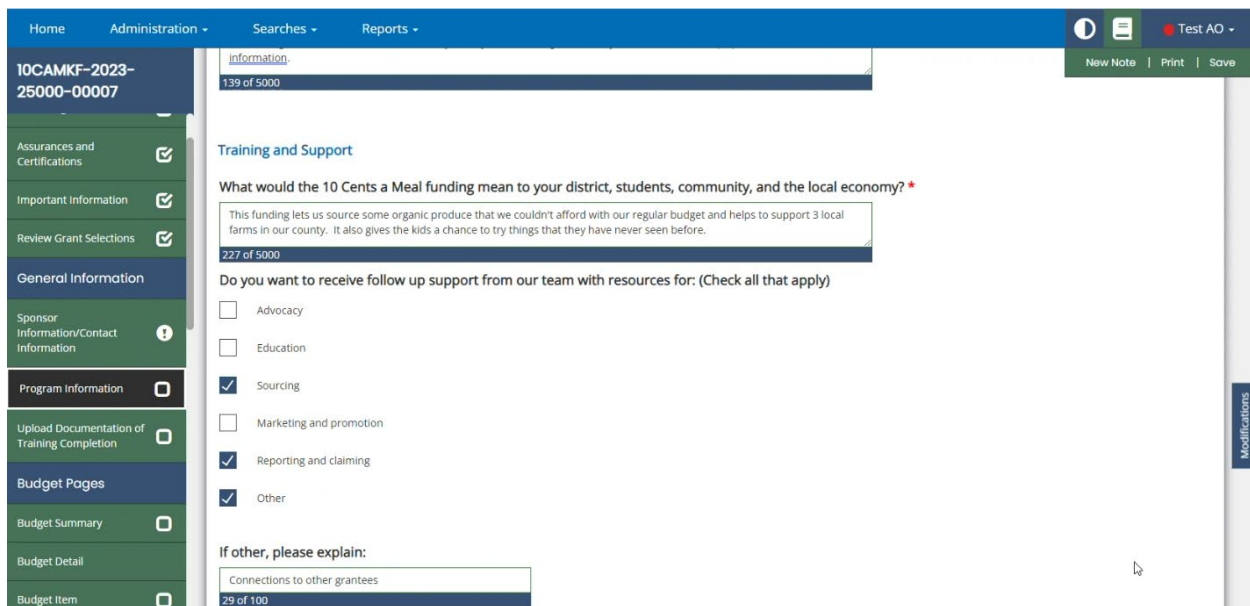 Home Administration Searches Reports Test AO
New Note | Print | Save
10CAMKF-2023-
25000-00007
Assurances and
Certifications
Important Information
Review Grant Selections
General Information
Sponsor
Information/Contact
Information
Program Information
Upload Documentation of
Training Completion
Budget Pages
Budget Summary
Budget Detail
Budget Item
information.
139 of 5000
Training and Support
What would the 10 Cents a Meal funding mean to your district, students, community, and the local economy? *
This funding lets us source some organic produce that we couldn't afford with our regular budget and helps to support 3 local
farms in our county. It also gives the kids a chance to try things that they have never seen before.
227 of 5000
Do you want to receive follow up support from our team with resources for: (Check all that apply)
Advocacy
Education
Sourcing
Marketing and promotion
Reporting and claiming
Other
If other, please explain:
Connections to other grantees
29 of 100
Modifications